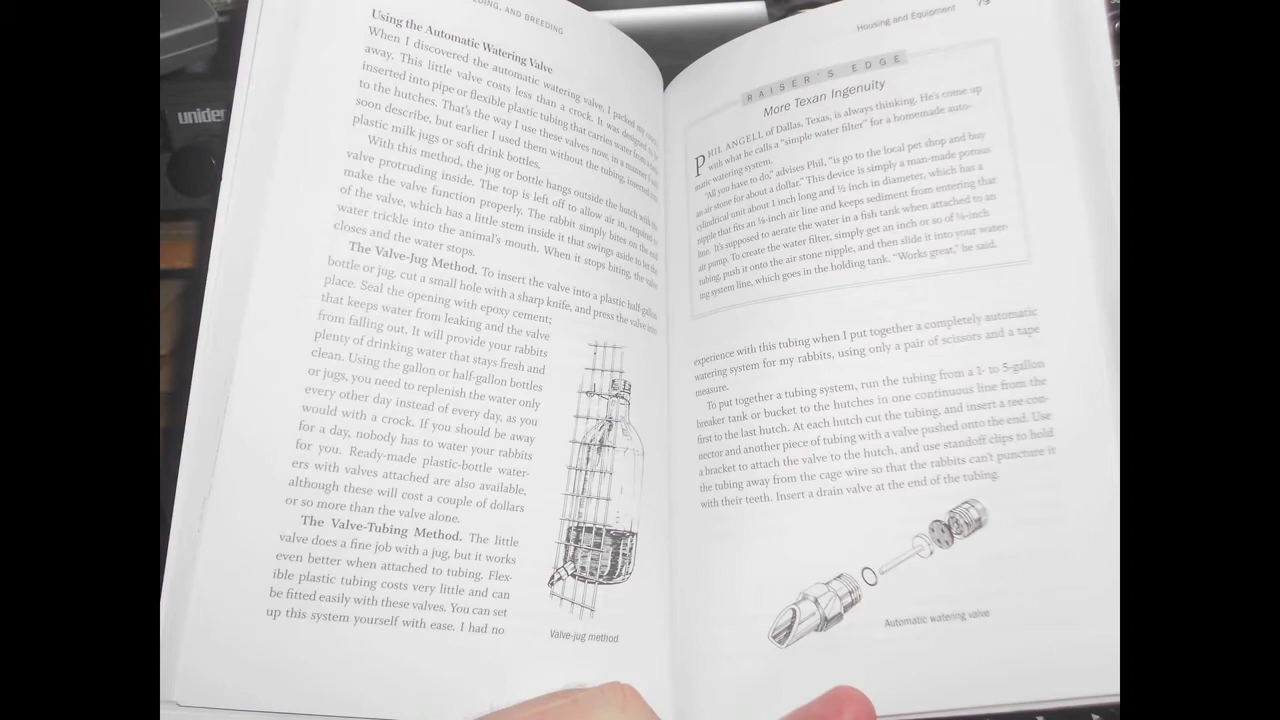 DING, AND BREEDING
Using the Automatic Watering Valve
When I discovered the automatic watering valve, I packed my
away. This little valve costs less than a crock. It was designed to
inserted into pipe or flexible plastic tubing that carries water from a
to the hutches. That's the way I use these valves now, in a manner I will
soon describe, but earlier I used them without the tubing, inserted into
plastic milk jugs or soft drink bottles.
With this method, the jug or bottle hangs outside the hutch with the
valve protruding inside. The top is left off to allow air in, required to
make the valve function properly. The rabbit simply bites on the end
of the valve, which has a little stem inside it that swings aside to let the
water trickle into the animal's mouth. When it stops biting, the valve
closes and the water stops.
The Valve-Jug Method. To insert the valve into a plastic half-gallon
bottle or jug, cut a small hole with a sharp knife, and press the valve into
place. Seal the opening with epoxy cement;
that keeps water from leaking and the valve
from falling out. It will provide your rabbits
plenty of drinking water that stays fresh and
clean. Using the gallon or half-gallon bottles
or jugs, you need to replenish the water only
every other day instead of every day, as you
would with a crock. If you should be away
for a day, nobody has to water your rabbits
for you. Ready-made plastic-bottle water-
ers with valves attached are also available,
although these will cost a couple of dollars
or so more than the valve alone.
The Valve-Tubing Method. The little
valve does a fine job with a jug, but it works
even better when attached to tubing. Flex-
ible plastic tubing costs very little and can
be fitted easily with these valves. You can set
up this system yourself with ease. I had no
Valve-jug method
Housing and Equipment 79
RAISER'S EDGE
More Texan Ingenuity
PHIL ANGELL of Dallas, Texas, is always thinking. He's come up
with what he calls a "simple water filter" for a homemade auto-
matic watering system.
"All you have to do," advises Phil, "is go to the local pet shop and buy
an air stone for about a dollar." This device is simply a man-made porous
cylindrical unit about 1 inch long and ½ inch in diameter, which has a
nipple that fits an ⅛-inch air line and keeps sediment from entering that
line. It's supposed to aerate the water in a fish tank when attached to an
air pump. To create the water filter, simply get an inch or so of -inch
tubing, push it onto the air stone nipple, and then slide it into your water-
ing system line, which goes in the holding tank. "Works great," he said.
experience with this tubing when I put together a completely automatic
watering system for my rabbits, using only a pair of scissors and a tape
measure.
To put together a tubing system, run the tubing from a 1- to 5-gallon
breaker tank or bucket to the hutches in one continuous line from the
first to the last hutch. At each hutch cut the tubing, and insert a tee con-
nector and another piece of tubing with a valve pushed onto the end. Use
a bracket to attach the valve to the hutch, and use standoff clips to hold
the tubing away from the cage wire so that the rabbits can't puncture it
with their teeth. Insert a drain valve at the end of the tubing.
Automatic watering valve
uniden